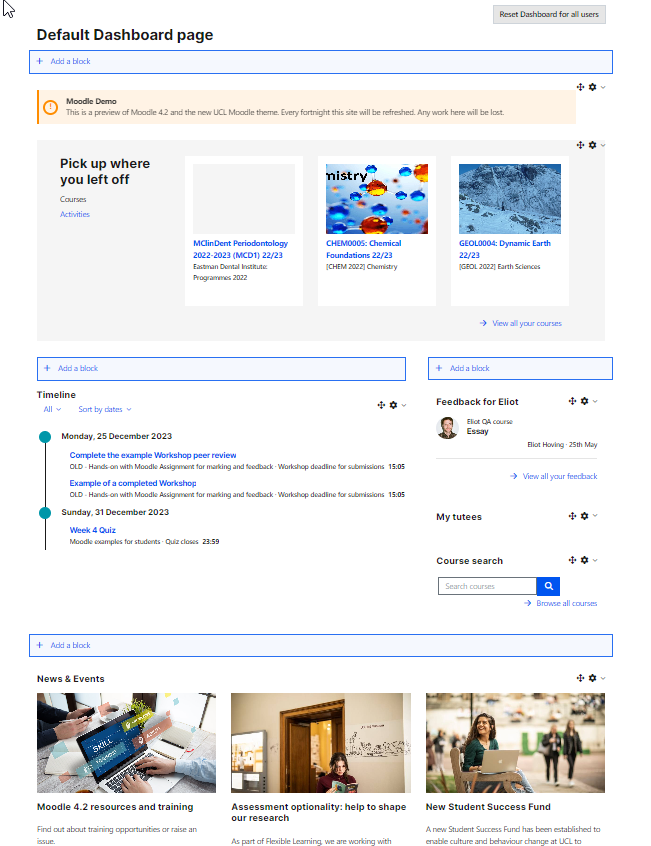 Reset Dashboard for all users
Default Dashboard page
+ Add a block
Moodle Demo
This is a preview of Moodle 4.2 and the new UCL Moodle theme. Every fortnight this site will be refreshed. Any work here will be lost.
Pick up where
you left off
Courses
Activities
MClinDent Periodontology
2022-2023 (MCD1) 22/23
Eastman Dental Institute:
Programmes 2022
mistry
CHEM0005: Chemical
Foundations 22/23
[CHEM 2022] Chemistry
GEOL0004: Dynamic Earth
22/23
[GEOL 2022] Earth Sciences
→ View all your courses
+ Add a block
Timeline
All
Sort by dates
Monday, 25 December 2023
Complete the example Workshop peer review
OLD - Hands-on with Moodle Assignment for marking and feedback · Workshop deadline for submissions 15:05
Example of a completed Workshop
OLD - Hands-on with Moodle Assignment for marking and feedback · Workshop deadline for submissions 15:05
Sunday, 31 December 2023
Week 4 Quiz
Moodle examples for students · Quiz closes 23:59
+ Add a block
Feedback for Eliot
Eliot QA course
Essay
Eliot Hoving · 25th May
→ View all your feedback
My tutees
Course search
Search courses
→ Browse all courses
+ Add a block
News & Events
SKILL
Moodle 4.2 resources and training
Find out about training opportunities or raise an
issue.
Assessment optionality: help to shape
our research
As part of Flexible Learning, we are working with
New Student Success Fund
A new Student Success Fund has been established to
enable culture and behaviour change at UCL to